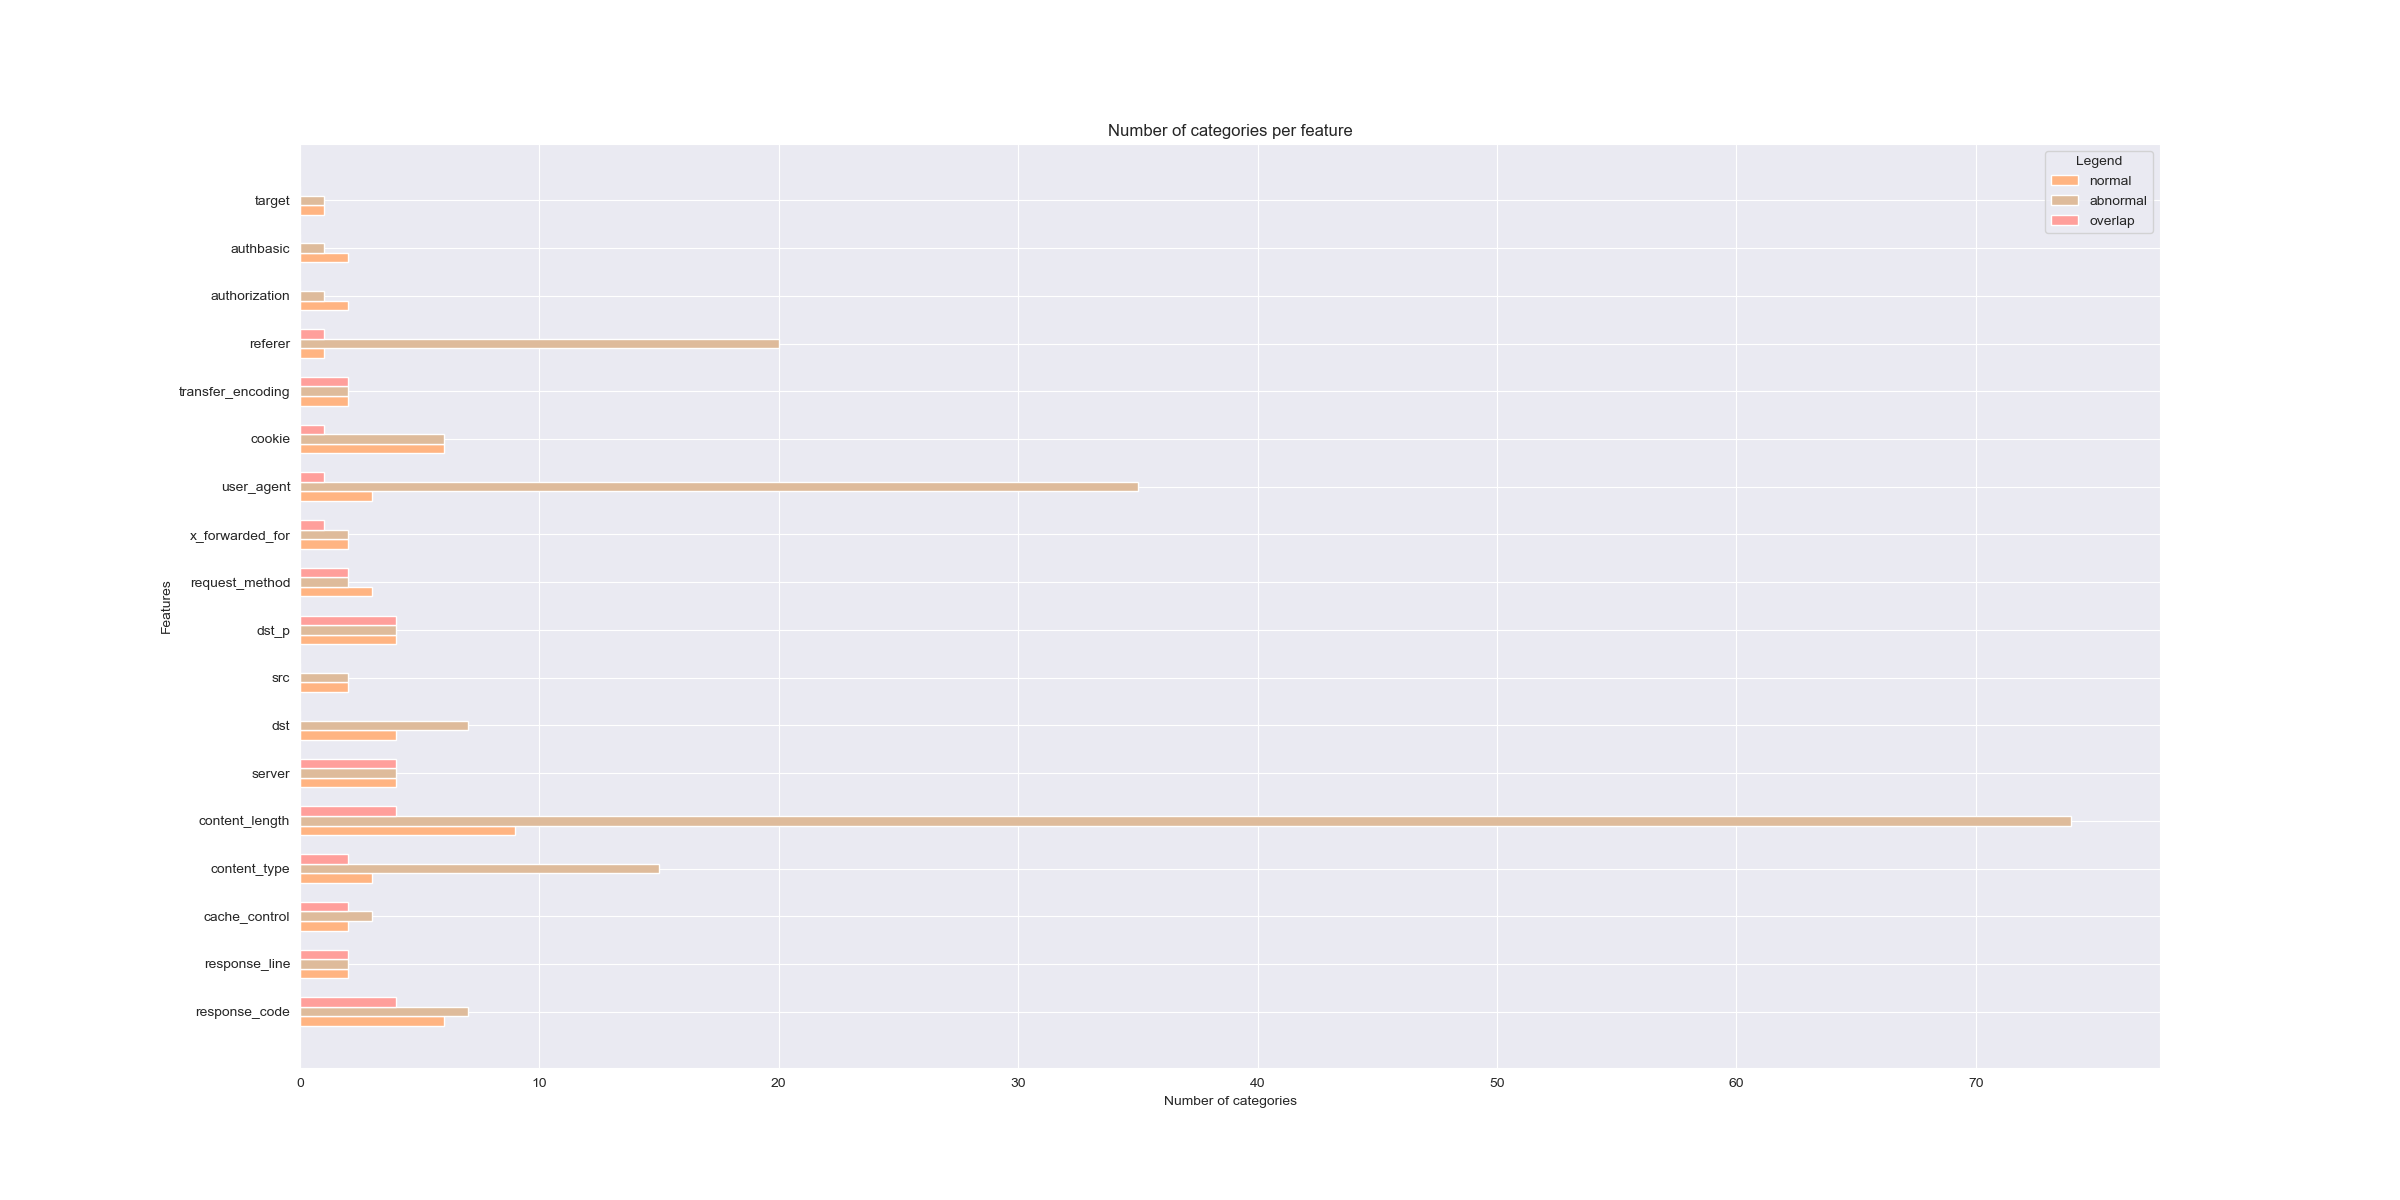 Number of categories per feature
Legend
normal
abnormal
overlap
target
authbasic
authorization
referer
transfer_encoding
cookie
user_agent
x_forwarded_for
request_method
dst_p
src
dst
server
content_length
content_type
cache_control
response_line
response_code
Features
0 10 20 30 40 50 60 70
Number of categories